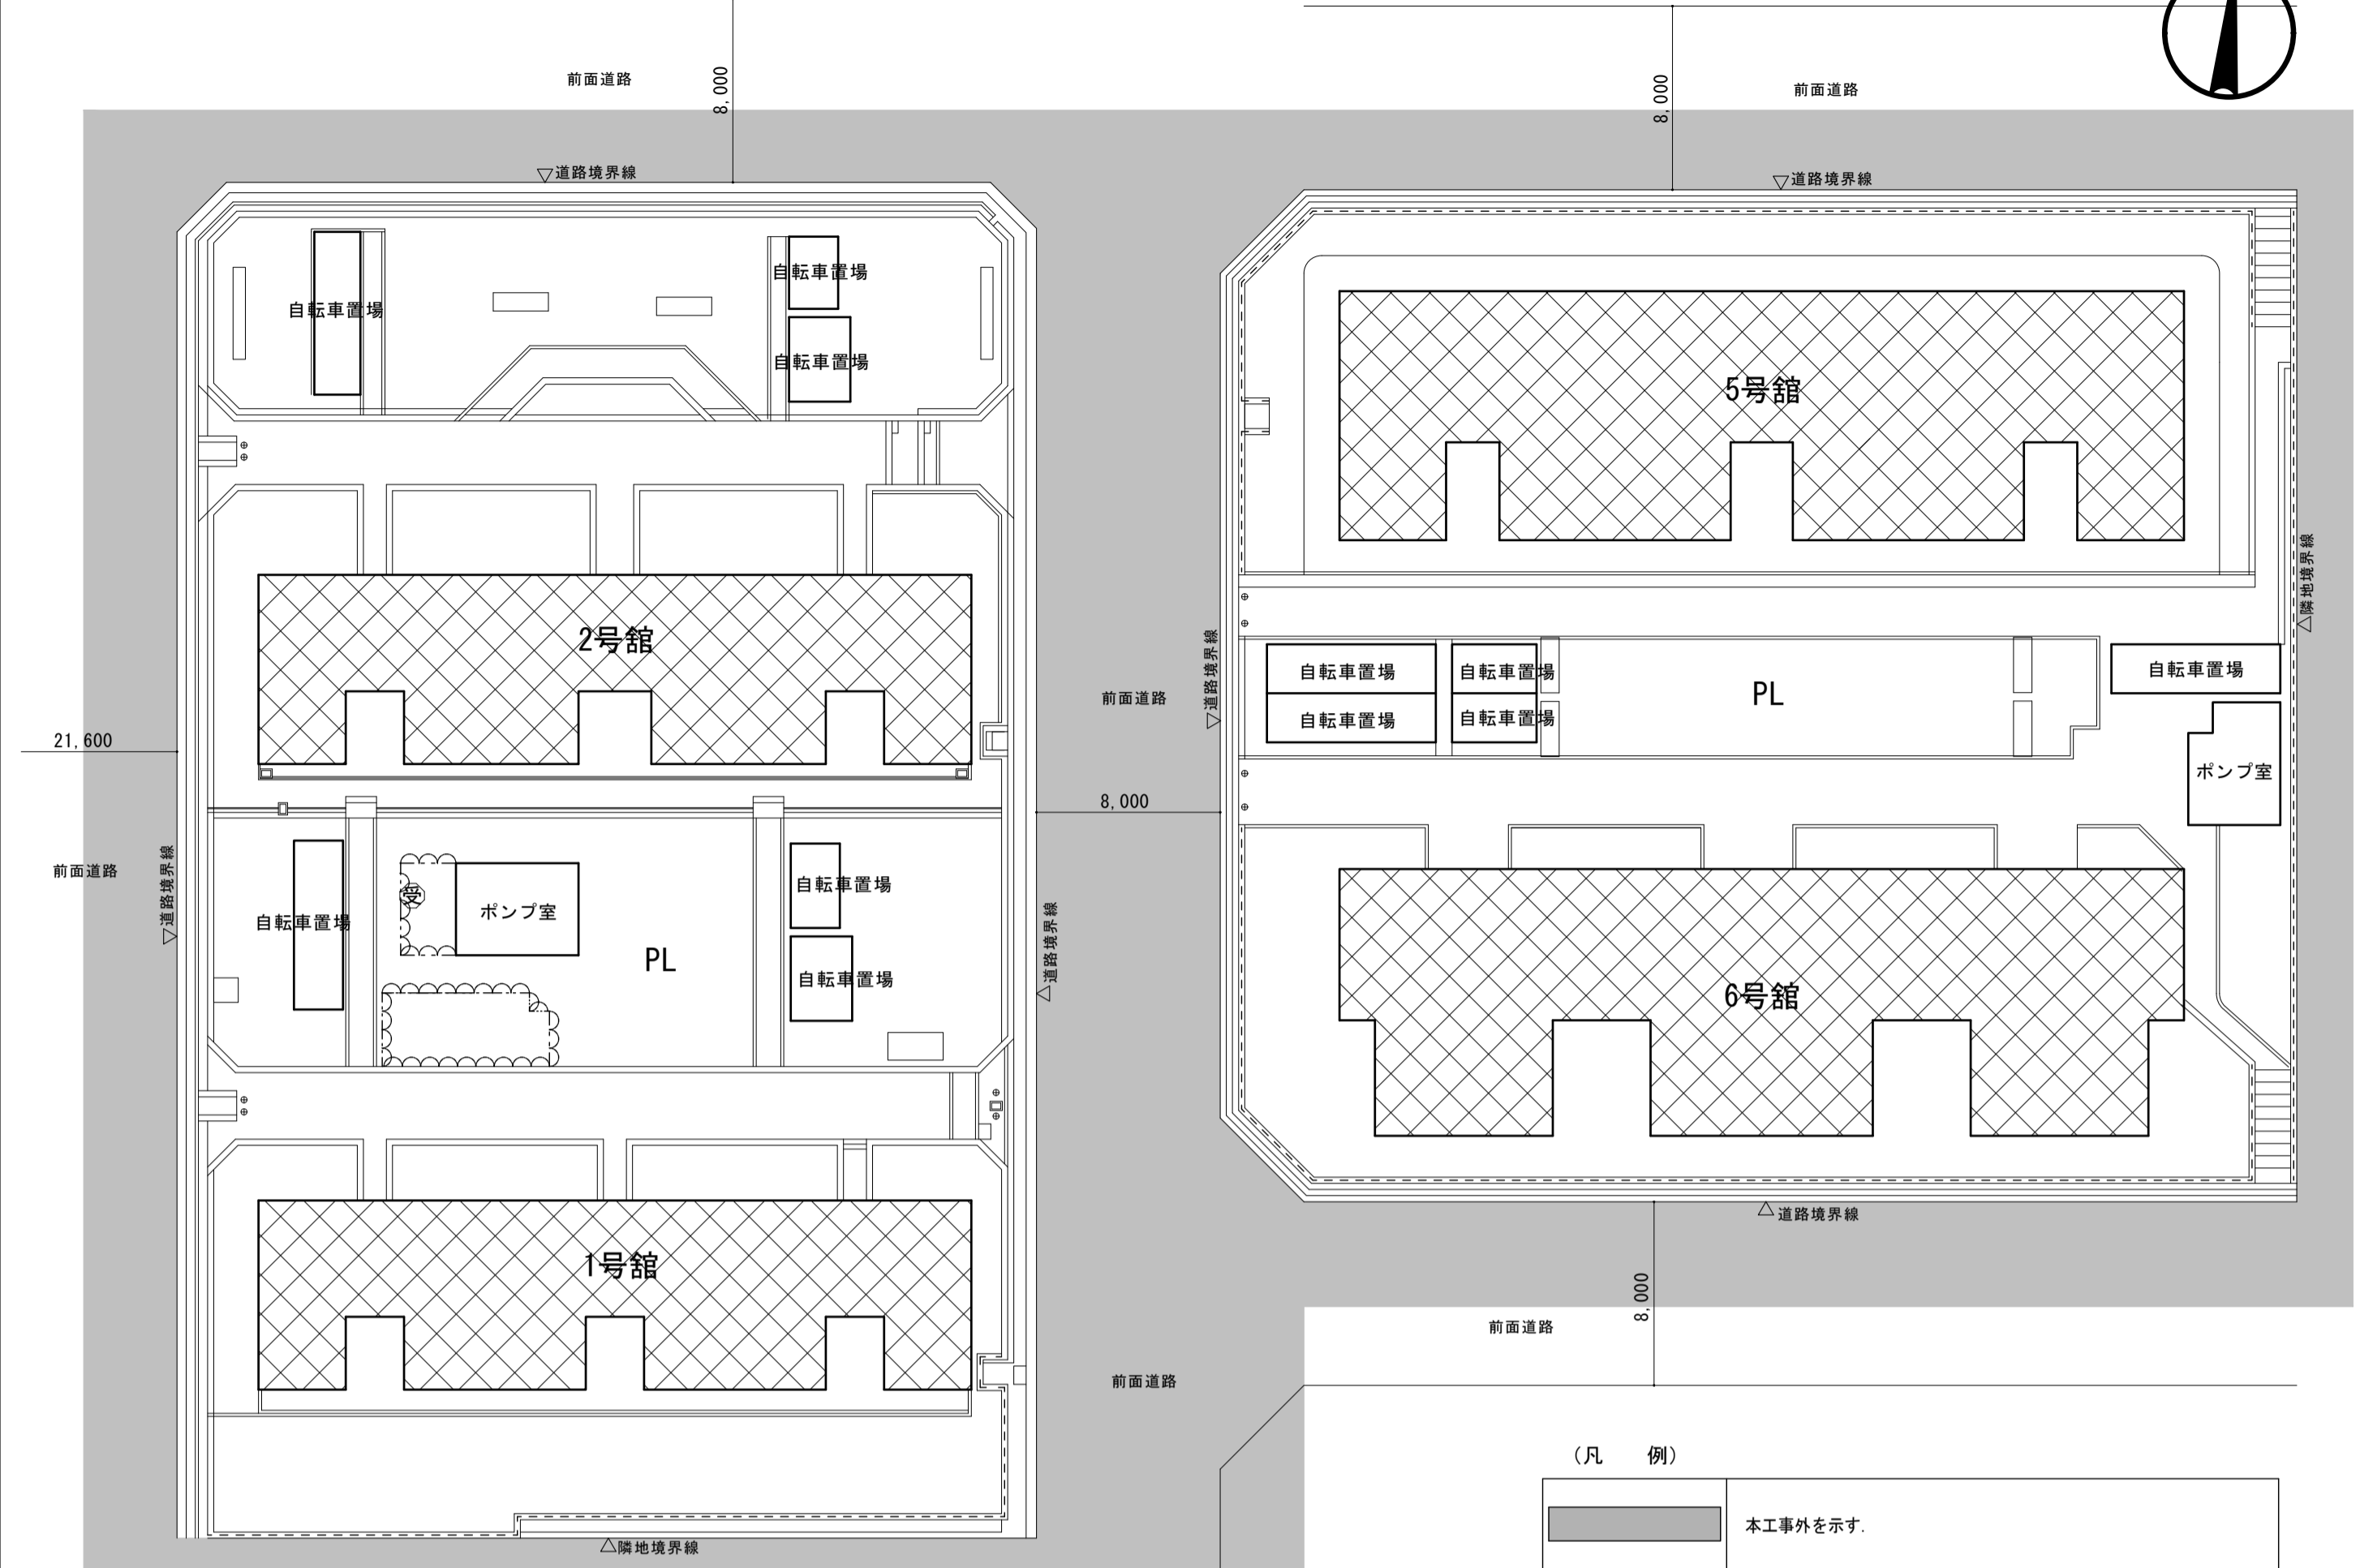 前面道路
8,000
8,000
前面道路
▽道路境界線
▽道路境界線
自転車置場
自転車置場
自転車置場
5号舘
隣地境界線
2号舘
道路境界線
前面道路
自転車置場
自転車置場
自転車置場
自転車置場
自転車置場
PL
21,600
ポンプ室
8,000
前面道路
道路境界線
自転車置場
受
ポンプ室
自転車置場
PL
自転車置場
道路境界線
6号舘
△道路境界線
1号舘
8,000
前面道路
前面道路
(凡 例)
本工事外を示す.
△隣地境界線